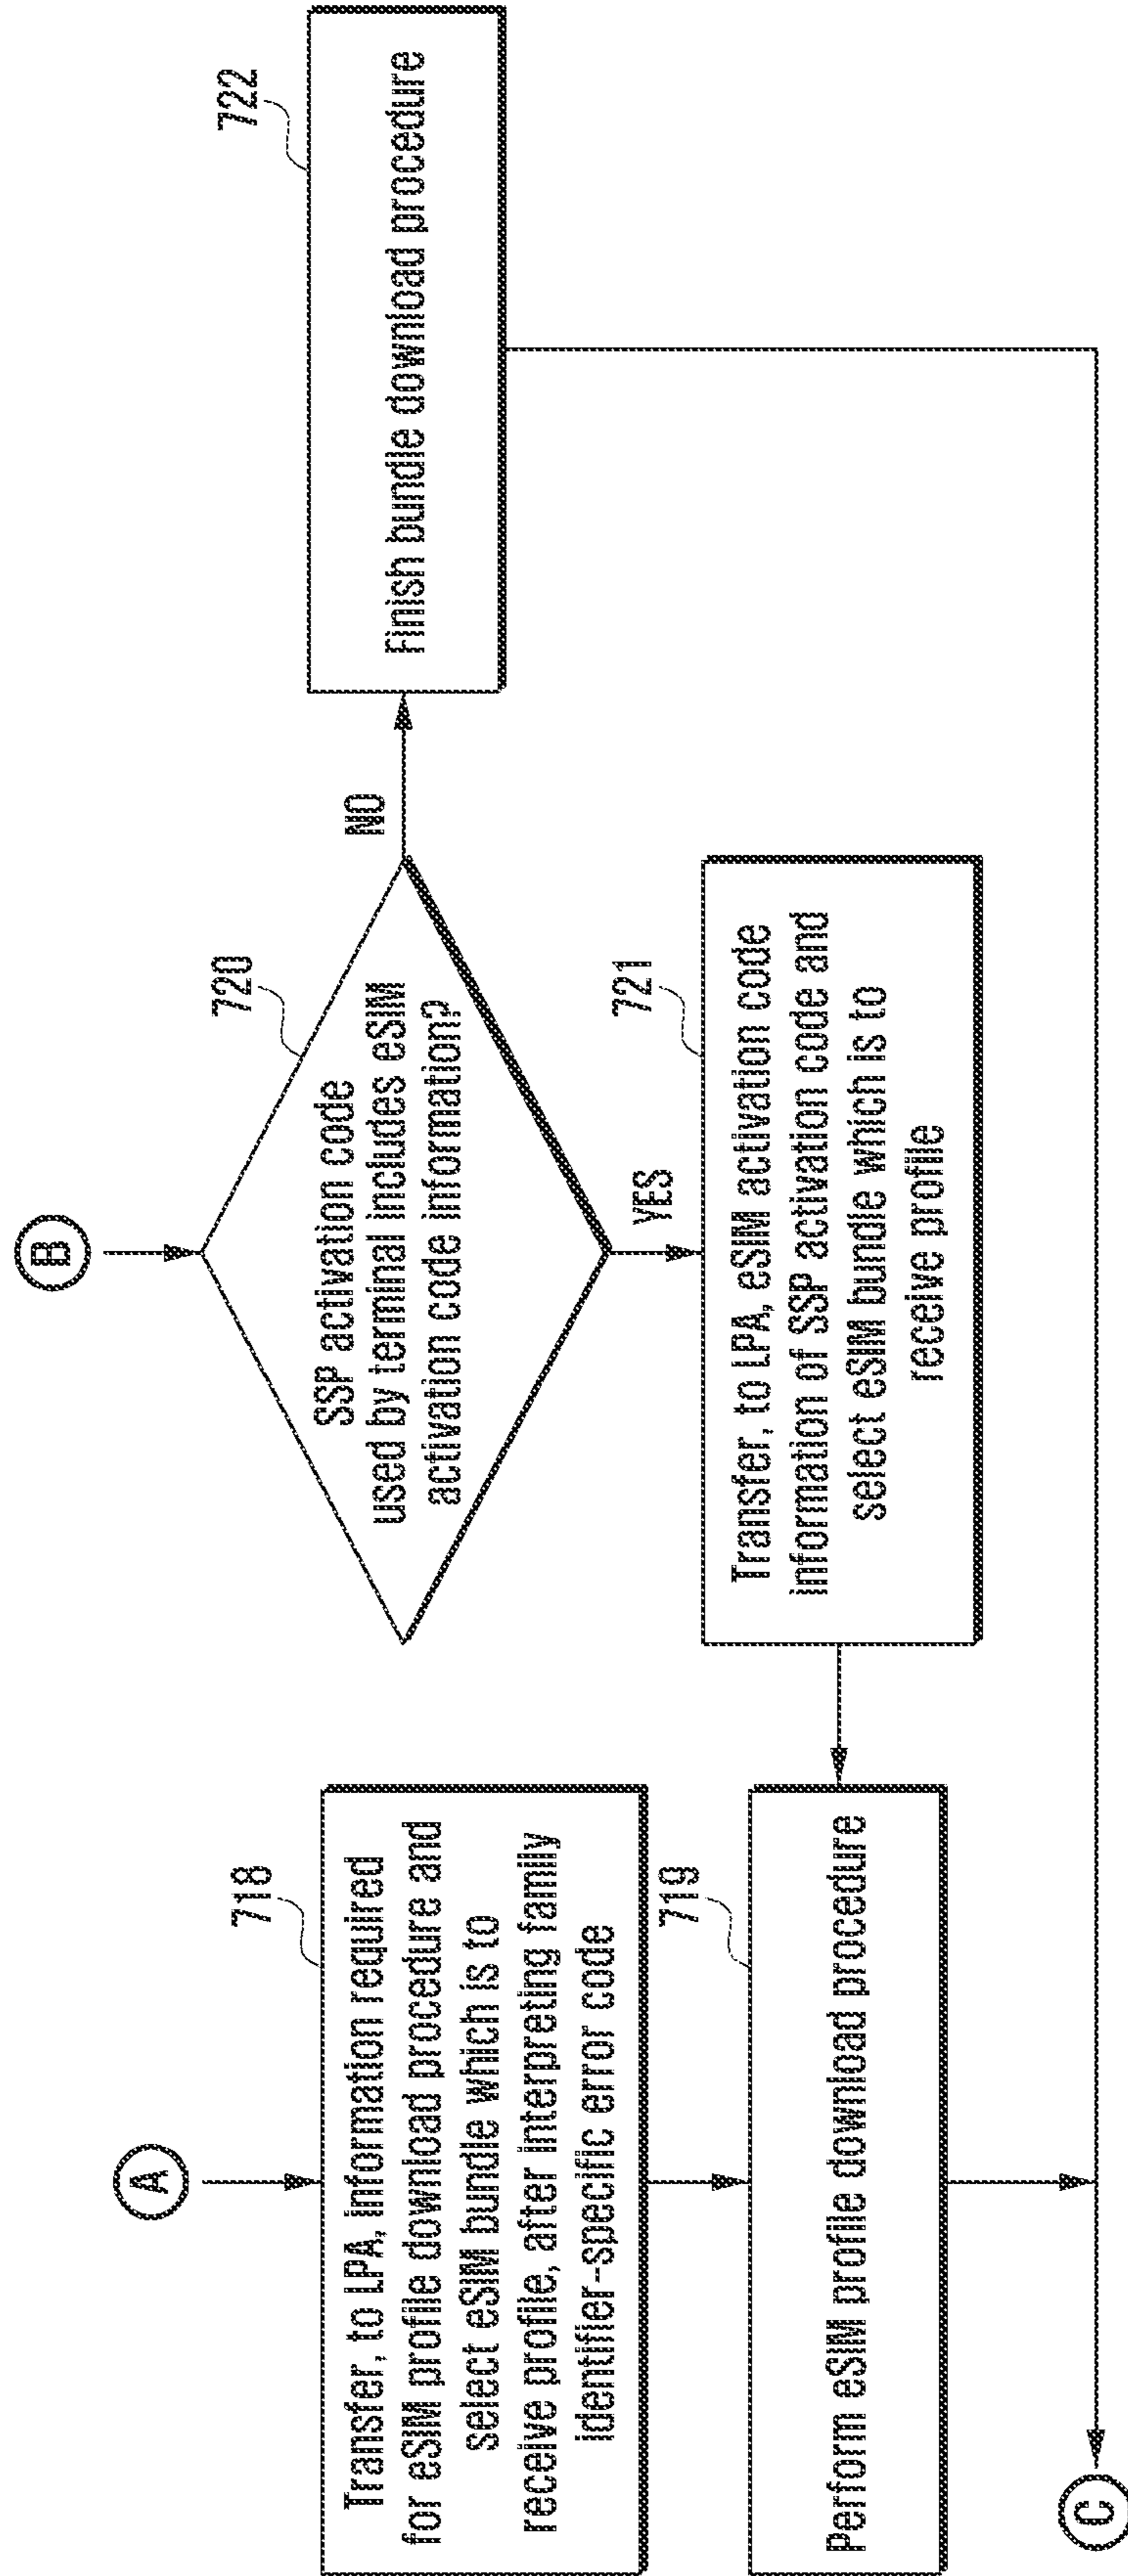 A
718
Transfer, to LPA, information required
for eSIM profile download procedure and
select eSIM bundle which is to
receive profile, after interpreting family
identifier-specific error code
719
Perform eSIM profile download procedure
B
720
SSP activation code
used by terminal includes eSIM
activation code information?
NO
YES
721
Transfer, to LPA, eSIM activation code
information of SSP activation code and
select eSIM bundle which is to
receive profile
722
Finish bundle download procedure
C